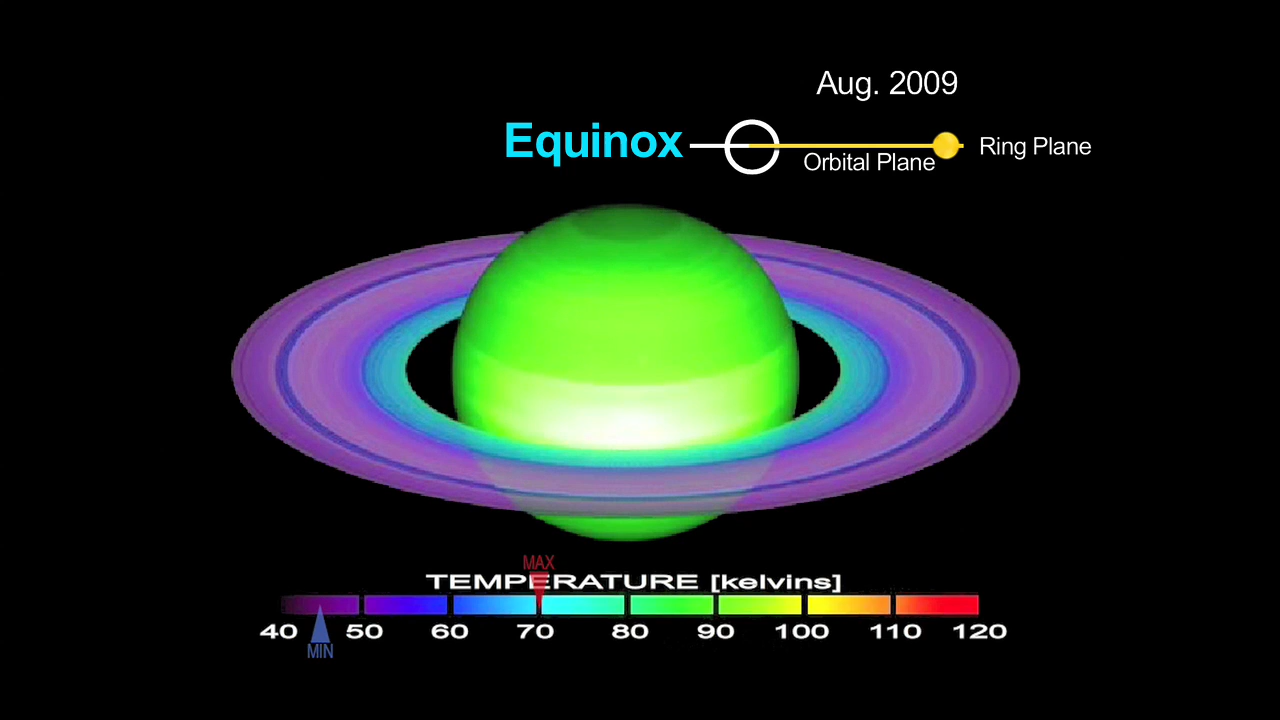 Aug. 2009
Equinox
Ring Plane
Orbital Plane
MAX
TEMPERATURE [kelvins]
40 50 60 70 80 90 100 110 120
MIN